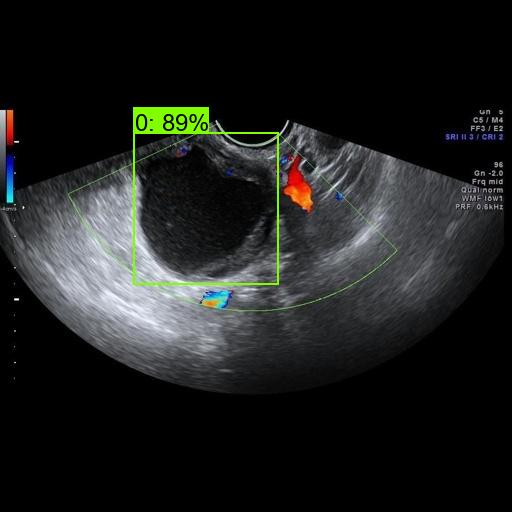 0: 89%
Gn 5
C5 / M4
FF3 / E2
SRI II 3 / CRI 2
96
Gn -2.0
Frq mid
Qual norm
WMF low1
PRF 0.6kHz